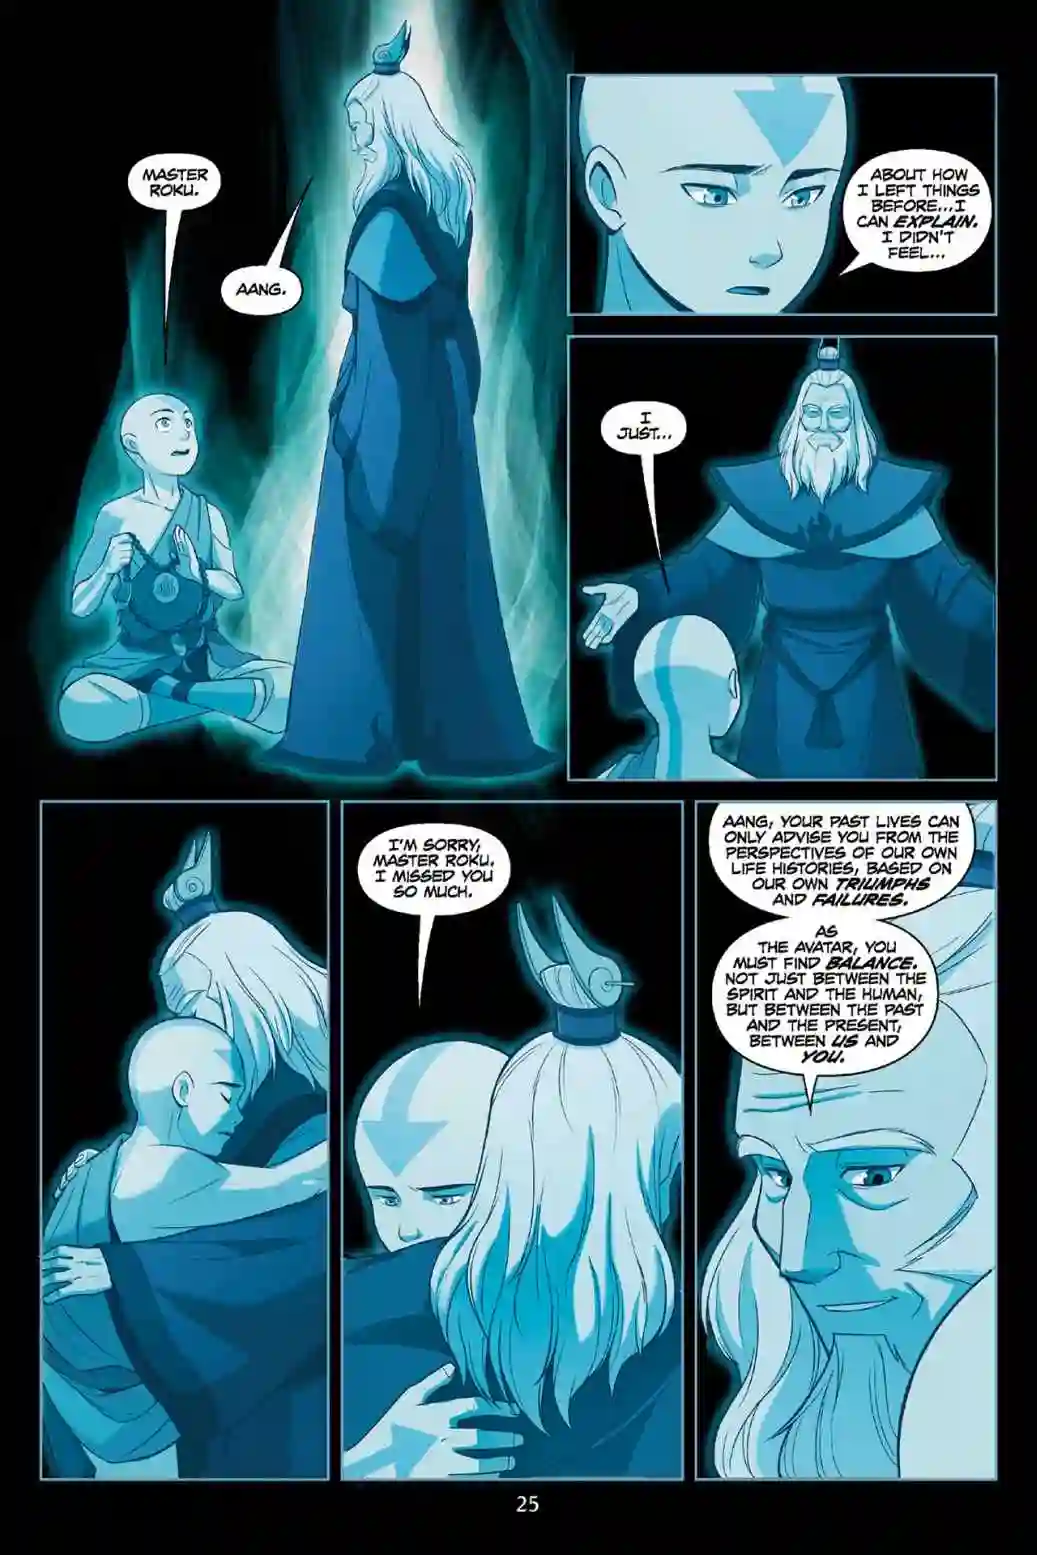 MASTER
ROKU.
AANG.
ABOUT HOW
I LEFT THINGS
BEFORE...I
CAN EXPLAIN.
I DIDN'T
FEEL...
I
JUST...
I'M SORRY,
MASTER ROKU.
I MISSED YOU
SO MUCH.
AANG, YOUR PAST LIVES CAN
ONLY ADVISE YOU FROM THE
PERSPECTIVES OF OUR OWN
LIFE HISTORIES, BASED ON
OUR OWN TRIUMPHS
AND FAILURES.
AS
THE AVATAR, YOU
MUST FIND BALANCE.
NOT JUST BETWEEN THE
SPIRIT AND THE HUMAN,
BUT BETWEEN THE PAST
AND THE PRESENT,
BETWEEN US AND
YOU.
25